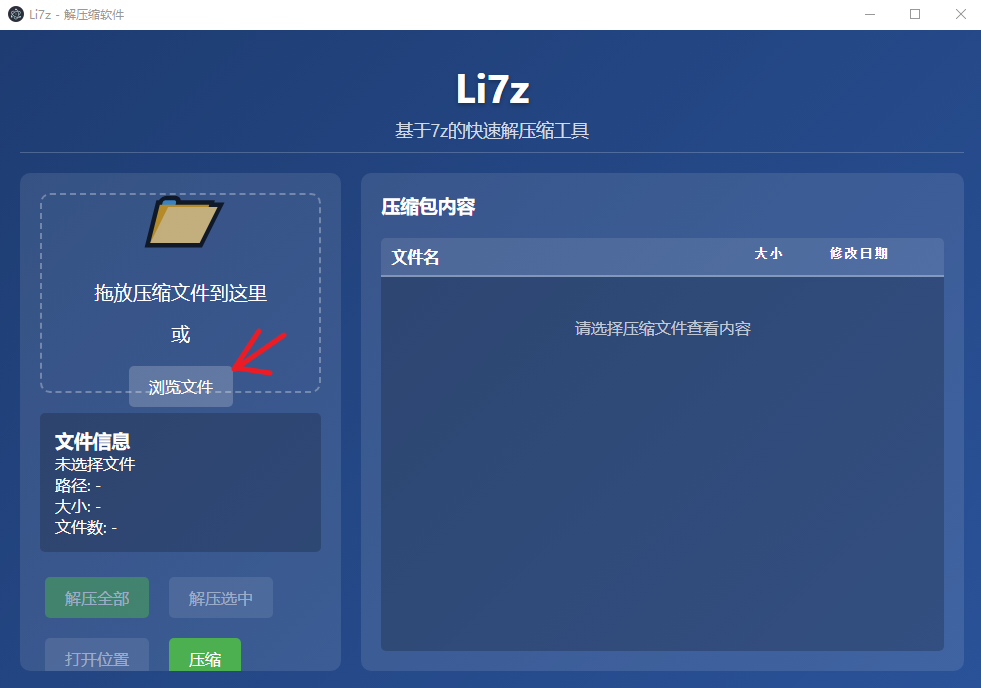 Li7z - 解压缩软件
Li7z
基于7z的快速解压缩工具
拖放压缩文件到这里
或
浏览文件
文件信息
未选择文件
路径: -
大小: -
文件数: -
解压全部 解压选中
打开位置 压缩
压缩包内容
文件名 大小 修改日期
请选择压缩文件查看内容